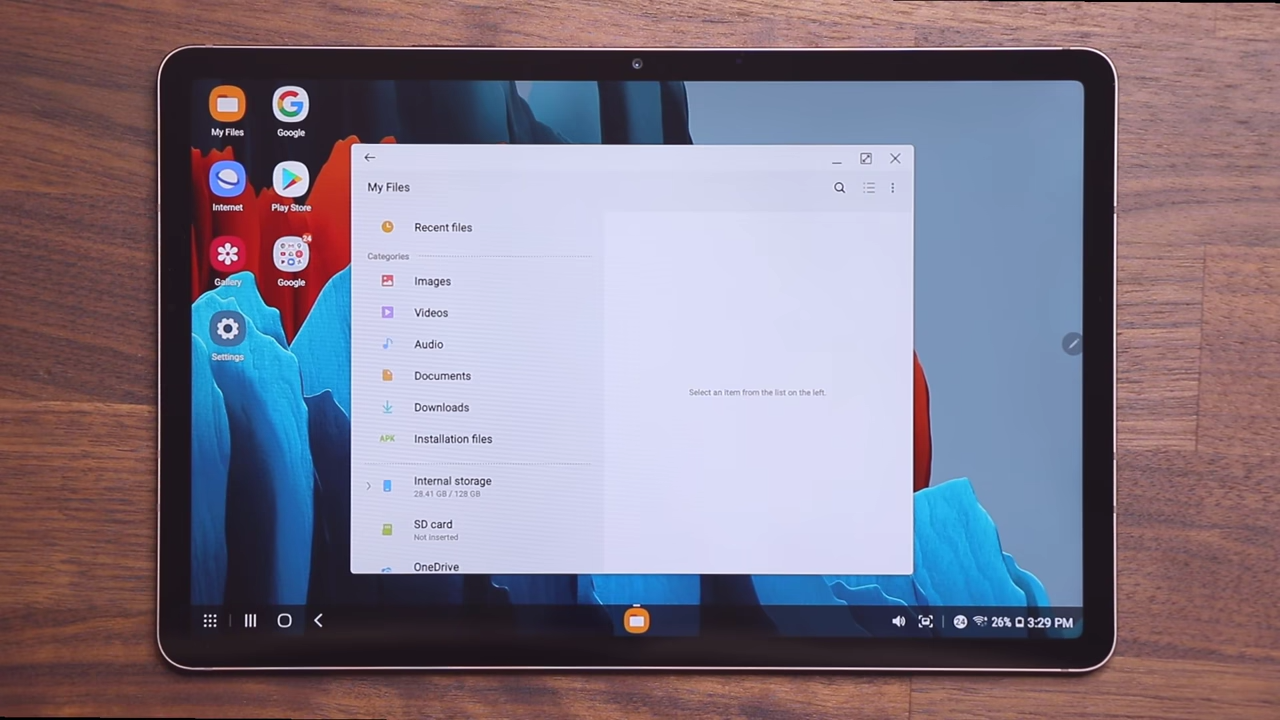 My Files
Google
Internet
Play Store
24
Gallery
Google
Settings
My Files
Recent files
Categories
Images
Videos
Audio
Documents
Downloads
APK Installation files
Internal storage
28.41 GB / 128 GB
SD card
Not inserted
OneDrive
Select an item from the list on the left.
24 26% 3:29 PM